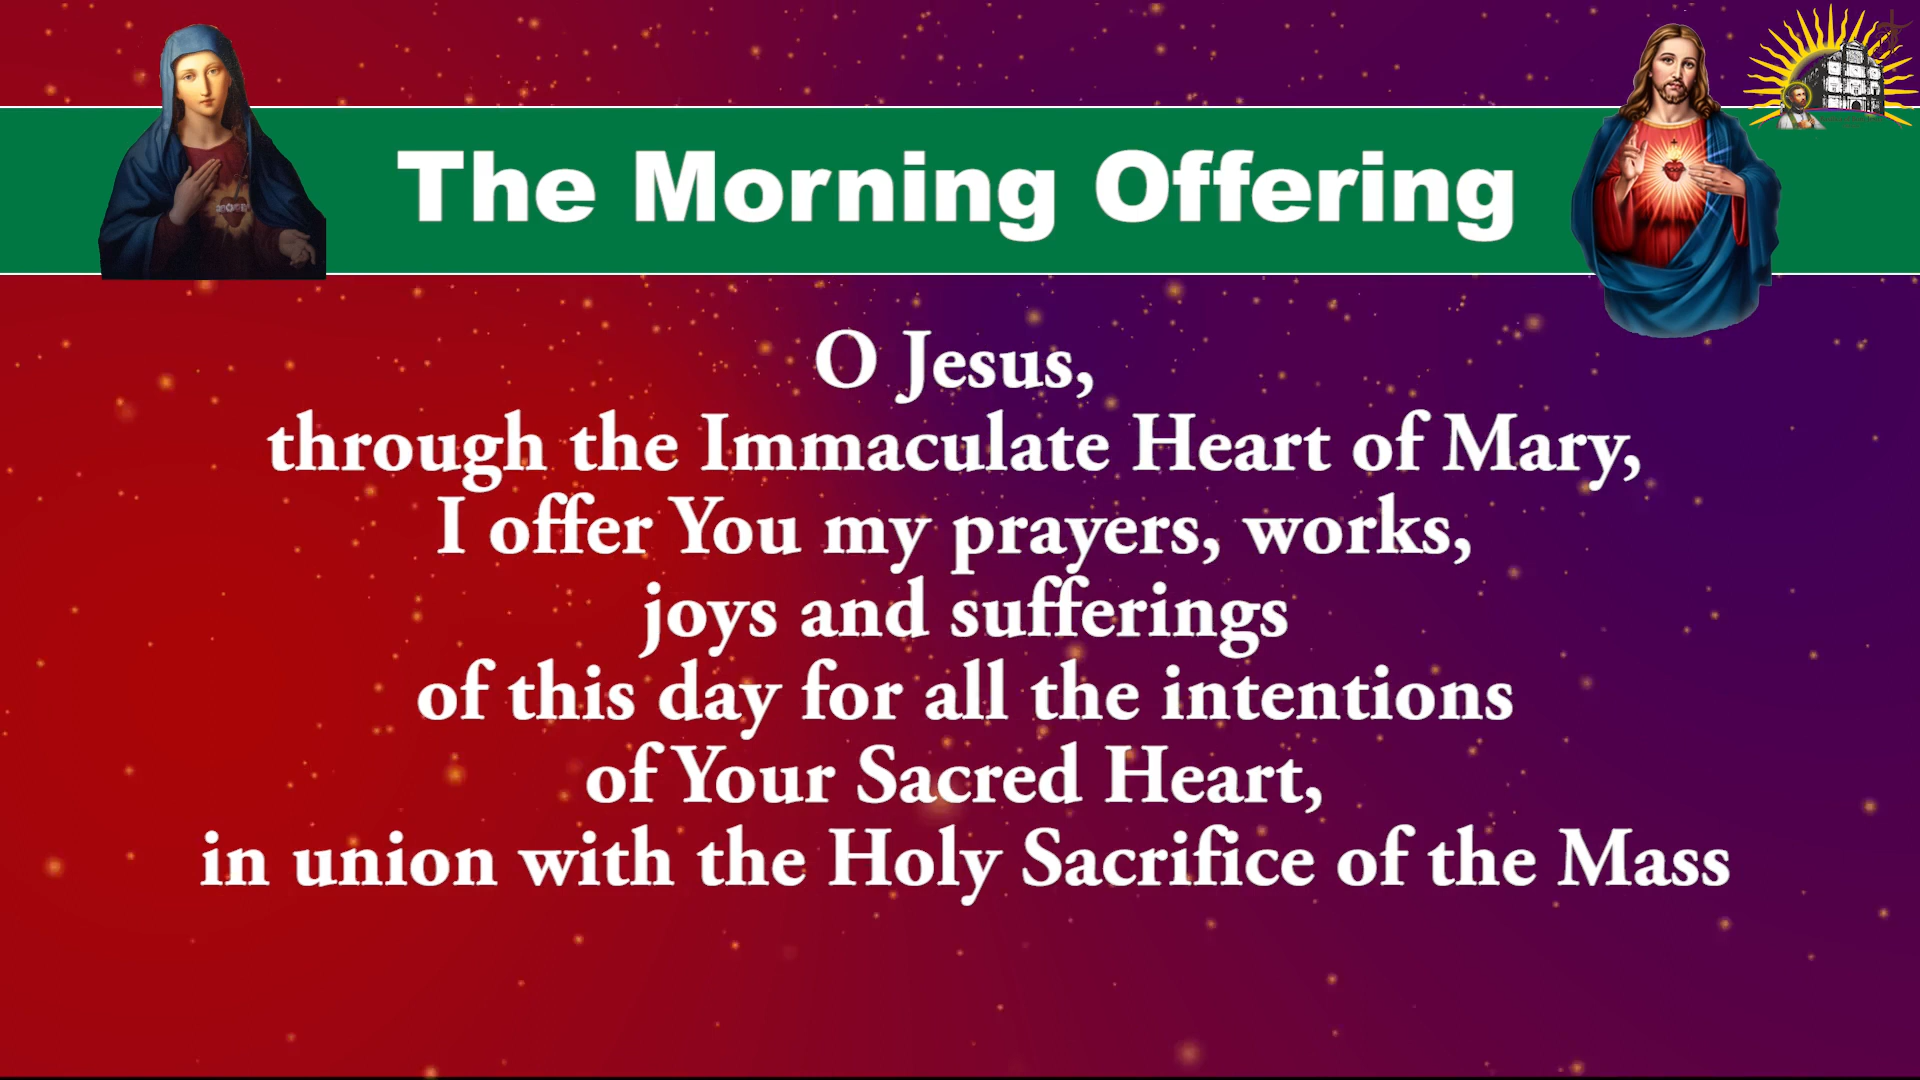 The Morning Offering
O Jesus,
through the Immaculate Heart of Mary,
I offer You my prayers, works,
joys and sufferings
of this day for all the intentions
of Your Sacred Heart,
in union with the Holy Sacrifice of the Mass